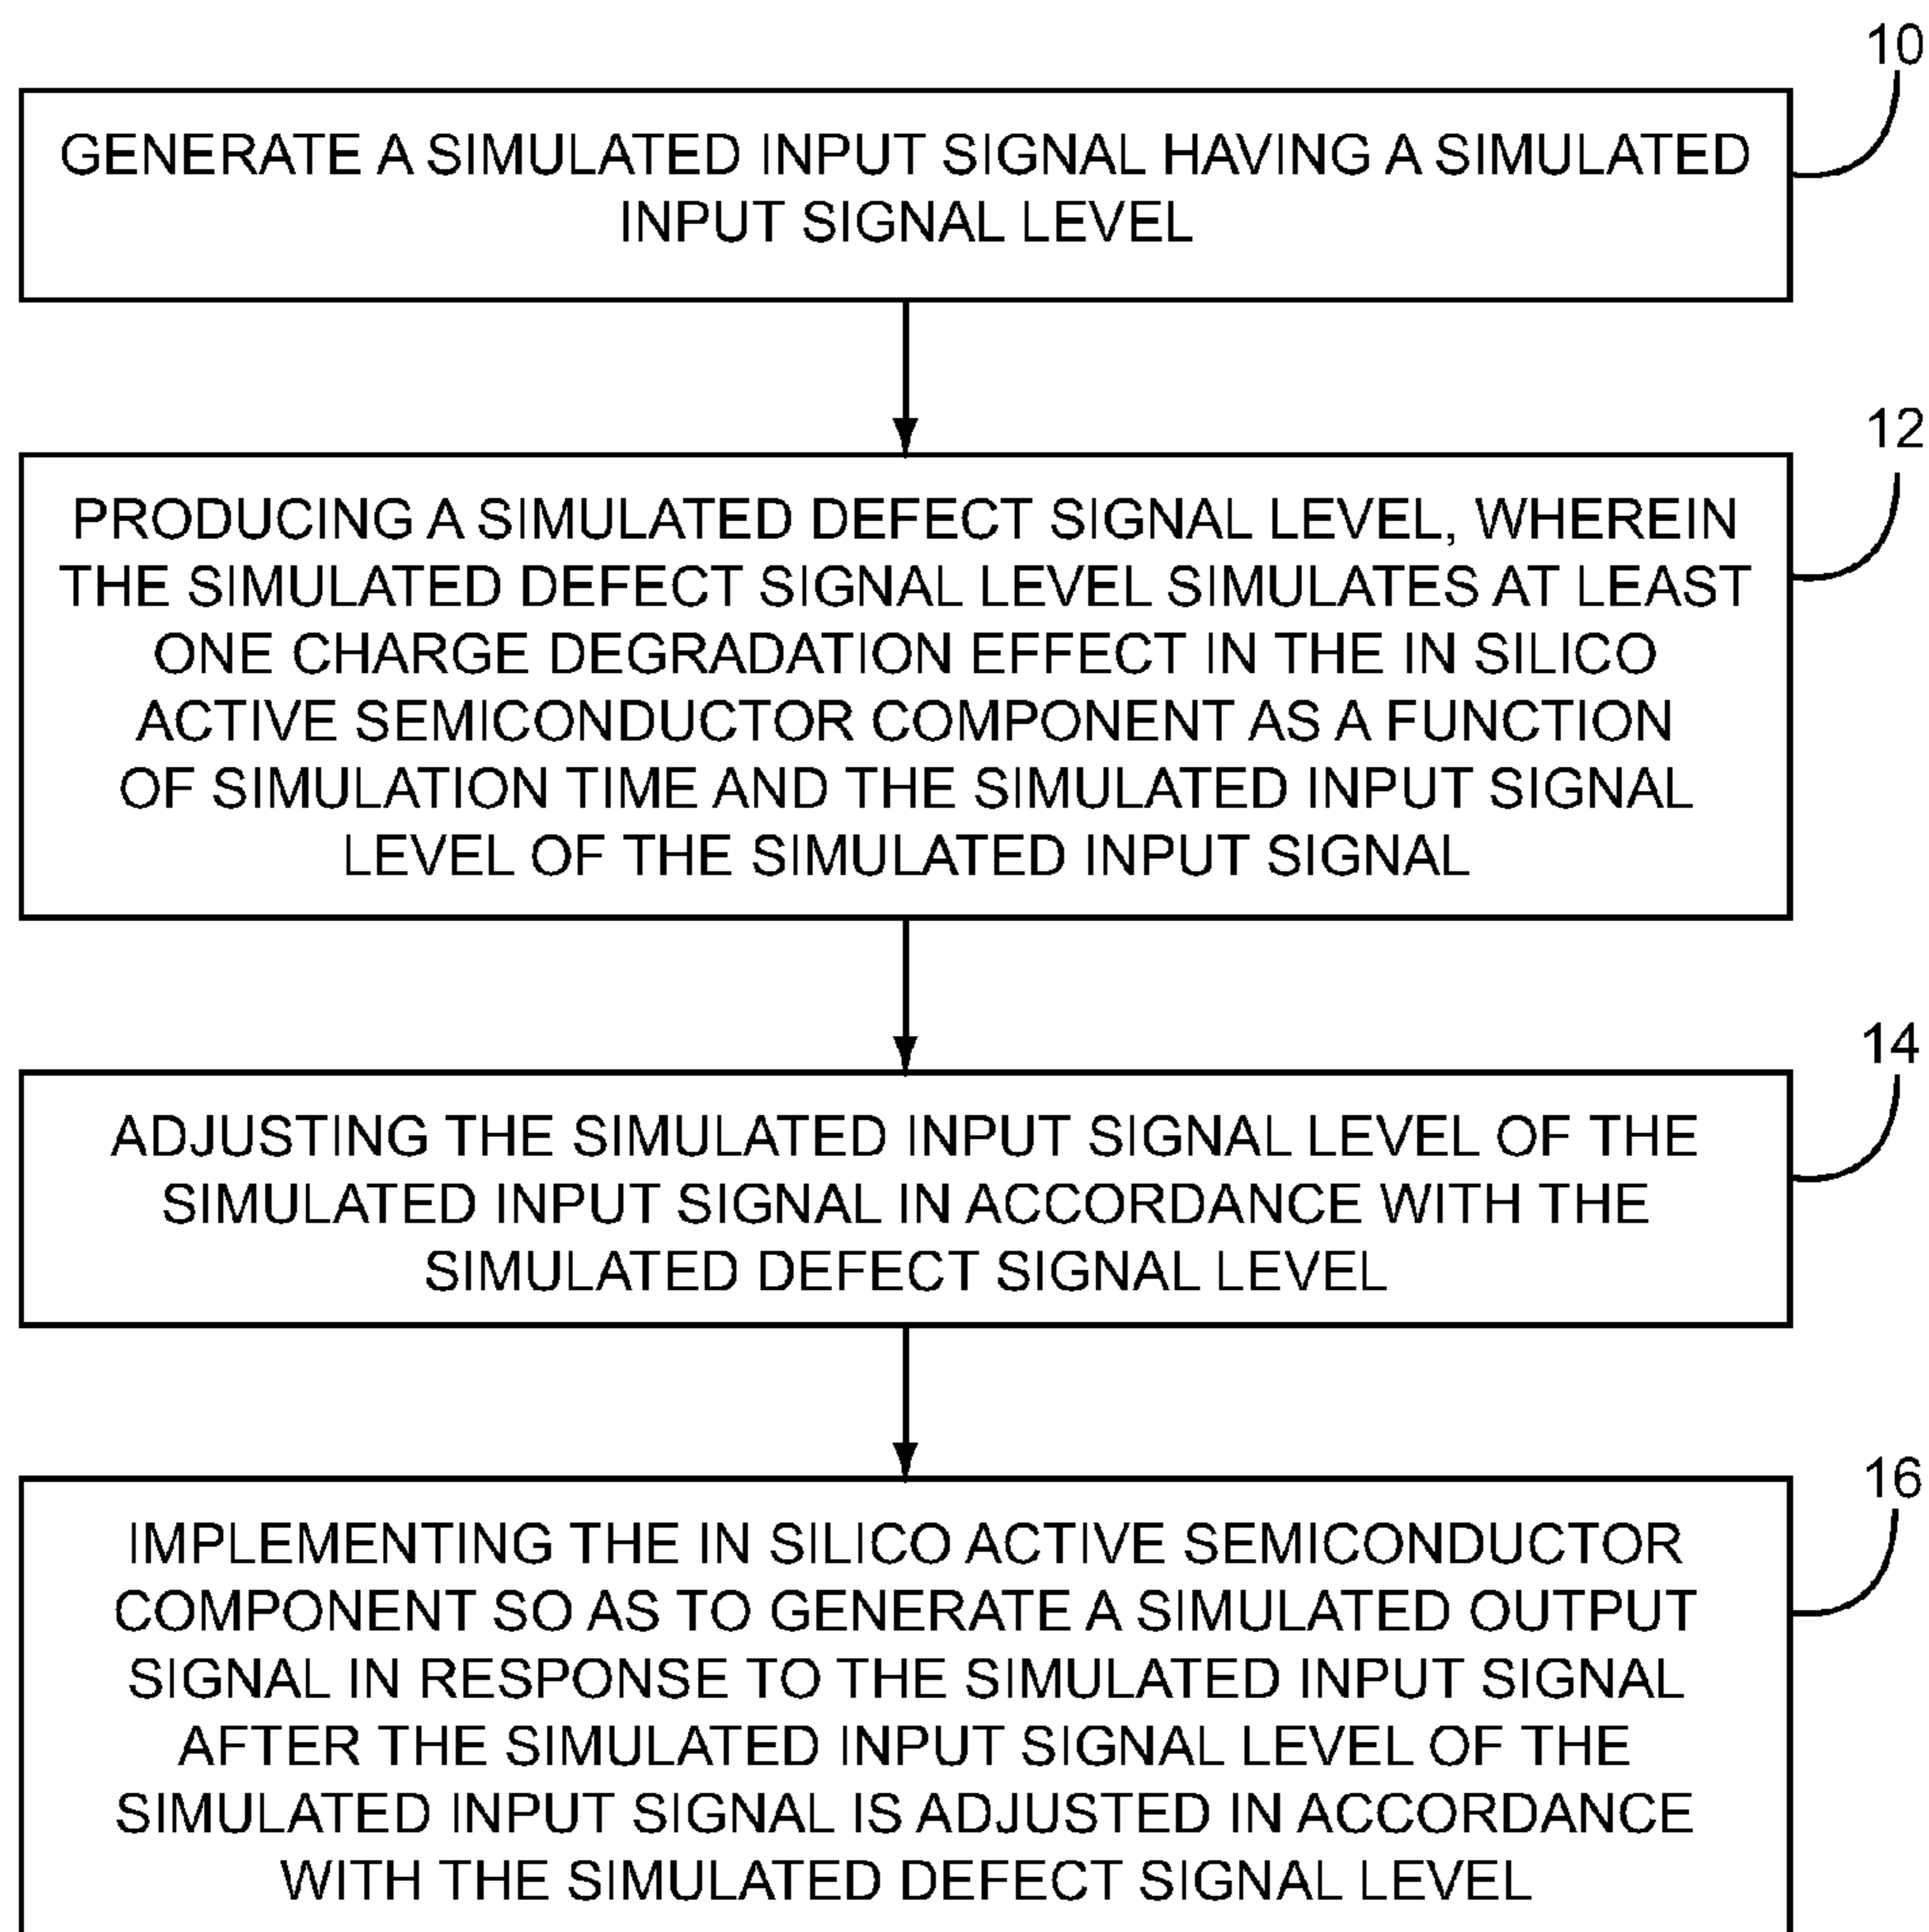 10
GENERATE A SIMULATED INPUT SIGNAL HAVING A SIMULATED
INPUT SIGNAL LEVEL
12
PRODUCING A SIMULATED DEFECT SIGNAL LEVEL, WHEREIN
THE SIMULATED DEFECT SIGNAL LEVEL SIMULATES AT LEAST
ONE CHARGE DEGRADATION EFFECT IN THE IN SILICO
ACTIVE SEMICONDUCTOR COMPONENT AS A FUNCTION
OF SIMULATION TIME AND THE SIMULATED INPUT SIGNAL
LEVEL OF THE SIMULATED INPUT SIGNAL
14
ADJUSTING THE SIMULATED INPUT SIGNAL LEVEL OF THE
SIMULATED INPUT SIGNAL IN ACCORDANCE WITH THE
SIMULATED DEFECT SIGNAL LEVEL
16
IMPLEMENTING THE IN SILICO ACTIVE SEMICONDUCTOR
COMPONENT SO AS TO GENERATE A SIMULATED OUTPUT
SIGNAL IN RESPONSE TO THE SIMULATED INPUT SIGNAL
AFTER THE SIMULATED INPUT SIGNAL LEVEL OF THE
SIMULATED INPUT SIGNAL IS ADJUSTED IN ACCORDANCE
WITH THE SIMULATED DEFECT SIGNAL LEVEL